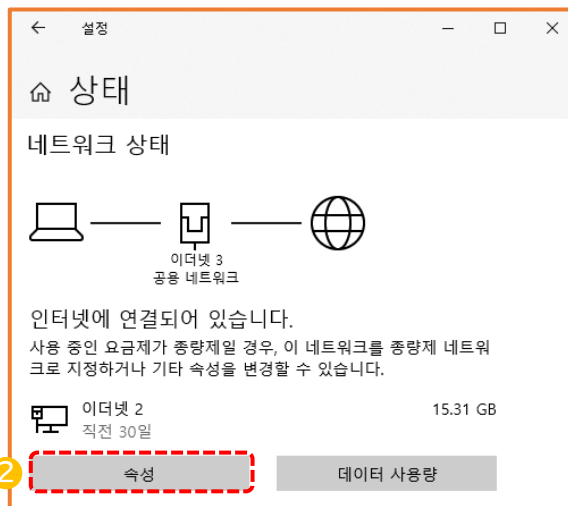 설정
상태
네트워크 상태
이더넷 3
공용 네트워크
인터넷에 연결되어 있습니다.
사용 중인 요금제가 종량제일 경우, 이 네트워크를 종량제 네트워
크로 지정하거나 기타 속성을 변경할 수 있습니다.
이더넷 2 15.31 GB
직전 30일
2 속성 데이터 사용량